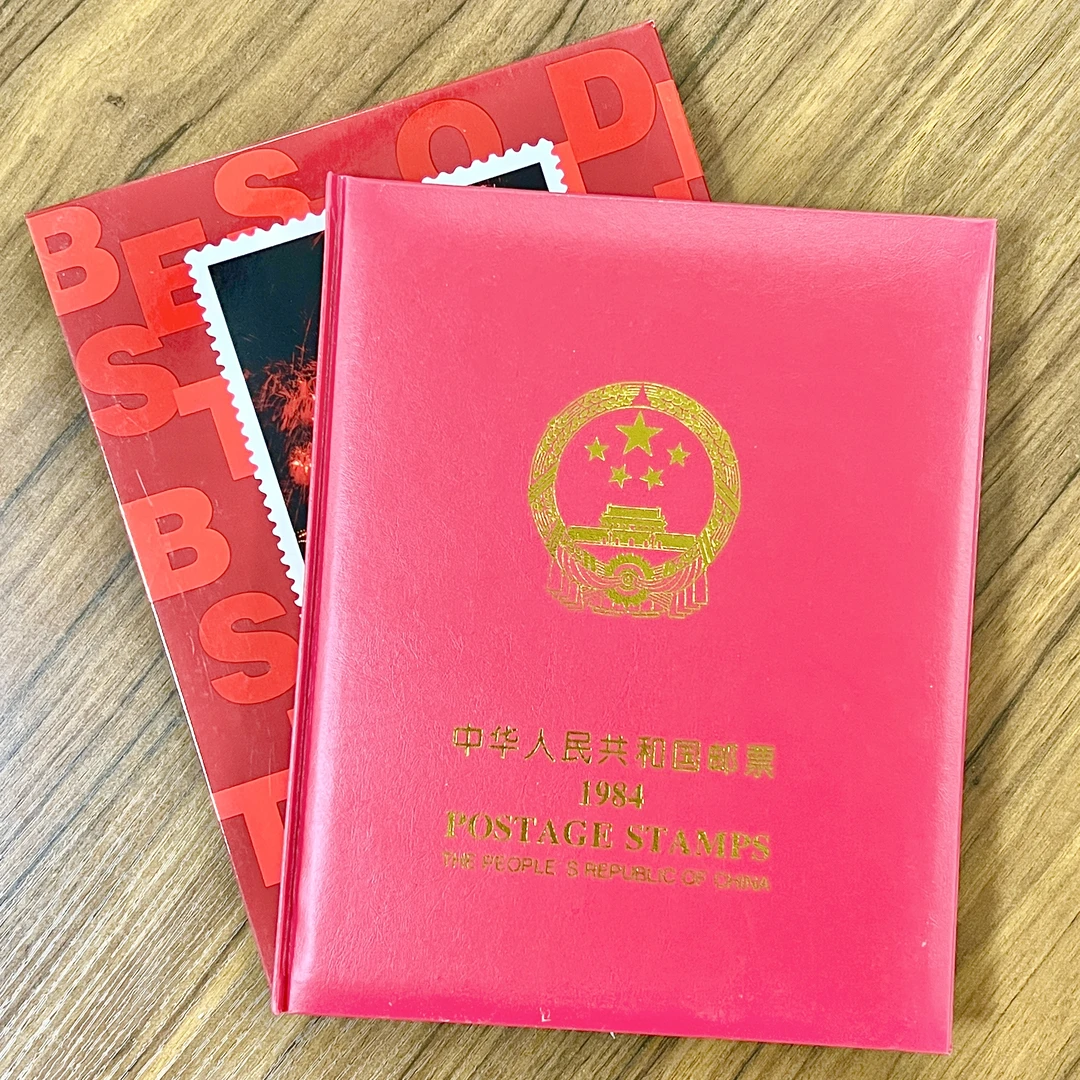 B E S O D
E S
S T
B
S
T
中华人民共和国邮票
1984
POSTAGE STAMPS
THE PEOPLE S REPUBLIC OF CHINA